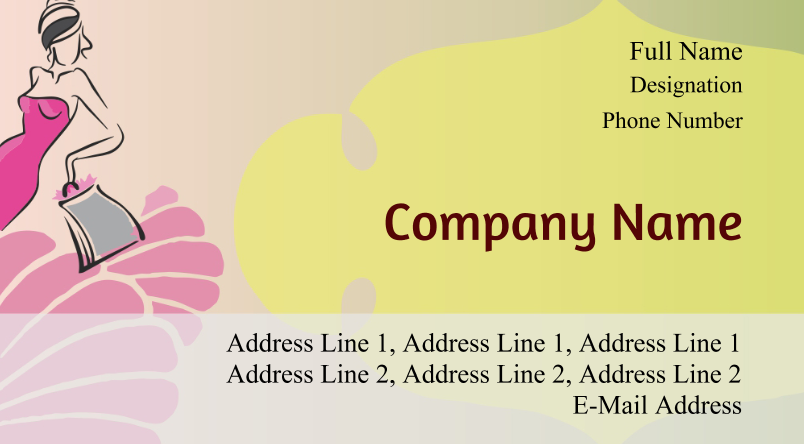 Full Name
Designation
Phone Number
Company Name
Address Line 1, Address Line 1, Address Line 1
Address Line 2, Address Line 2, Address Line 2
E-Mail Address